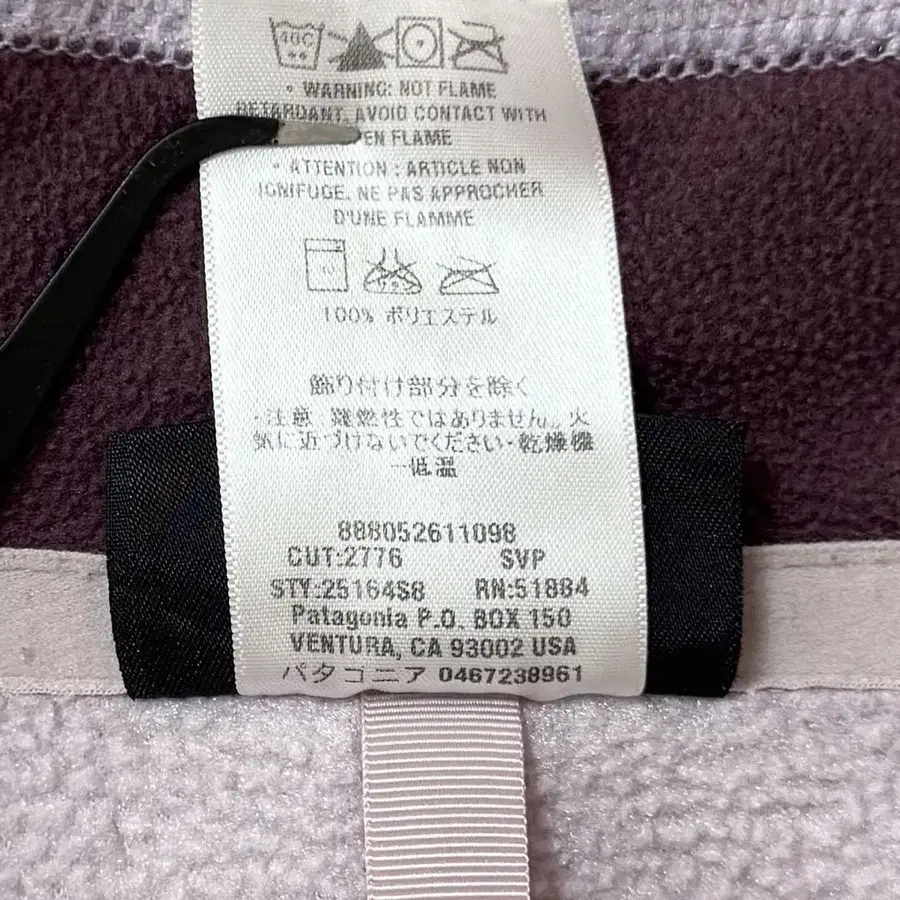 40C
• WARNING: NOT FLAME
RETARDANT, AVOID CONTACT WITH
EN FLAME
• ATTENTION : ARTICLE NON
IGNIFUGE. NE PAS APPROCHER
D'UNE FLAMME
40
100% ポリエステル
飾り付け部分を除く
・注意 難燃性ではありません。火
気に近づけないでください・乾燥機
一低温
888052611098
CUT:2776 SVP
STY:25164S8 RN:51884
Patagonia P.O. BOX 150
VENTURA, CA 93002 USA
パタゴニア 0467238961